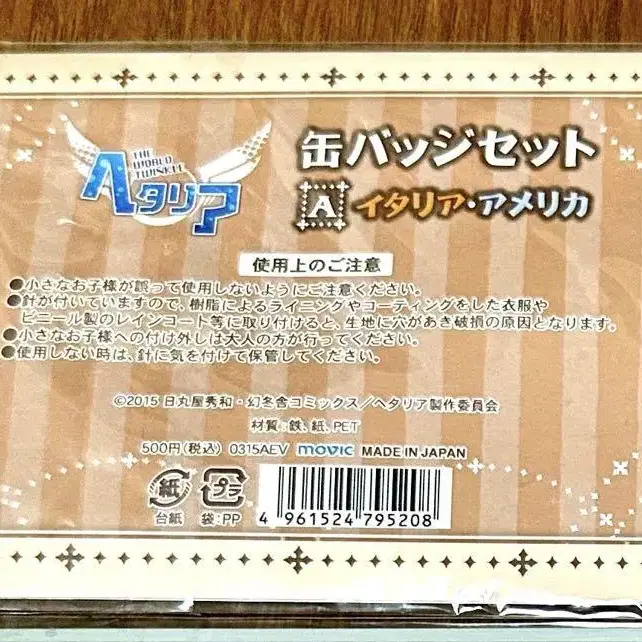 THE WORLD TWINKLE
ヘタリア
缶バッジセット
A イタリア・アメリカ
使用上のご注意
●小さなお子様が誤って使用しないようにご注意ください。
●針が付いていますので、樹脂によるライニングやコーティングをした衣服や
ビニール製のレインコート等に取り付けると、生地に穴があき破損の原因となります。
●小さなお子様への付け外しは大人の方が行ってください。
●使用しない時は、針に気を付けて保管してください。
©2015 日丸屋秀和・幻冬舎コミックス/ヘタリア製作委員会
材質:鉄、紙、PET
500円(税込) 0315AEV movic MADE IN JAPAN
紙 プラ
台紙 袋:PP
4 961524 795208